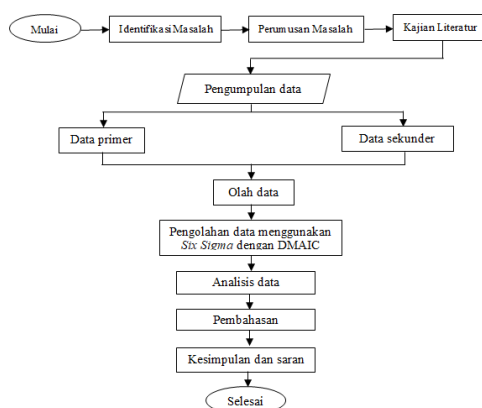 Mulai
Identifikasi Masalah
Perumusan Masalah
Kajian Literatur
Pengumpulan data
Data primer
Data sekunder
Olah data
Pengolahan data menggunakan
Six Sigma dengan DMAIC
Analisis data
Pembahasan
Kesimpulan dan saran
Selesai